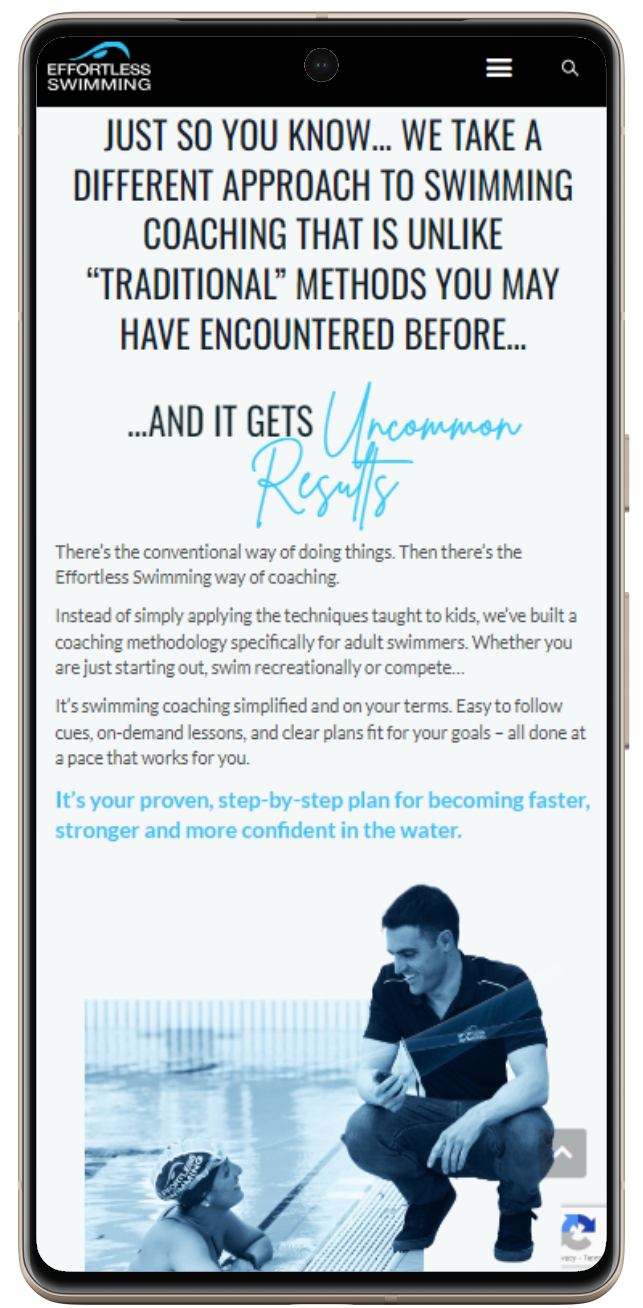 EFFORTLESS
SWIMMING
JUST SO YOU KNOW... WE TAKE A
DIFFERENT APPROACH TO SWIMMING
COACHING THAT IS UNLIKE
“TRADITIONAL” METHODS YOU MAY
HAVE ENCOUNTERED BEFORE...
...AND IT GETS Uncommon
Results
There's the conventional way of doing things. Then there's the
Effortless Swimming way of coaching.
Instead of simply applying the techniques taught to kids, we've built a
coaching methodology specifically for adult swimmers. Whether you
are just starting out, swim recreationally or compete...
It's swimming coaching simplified and on your terms. Easy to follow
cues, on-demand lessons, and clear plans fit for your goals – all done at
a pace that works for you.
It's your proven, step-by-step plan for becoming faster,
stronger and more confident in the water.
EFFORTLESS
SWIMMING